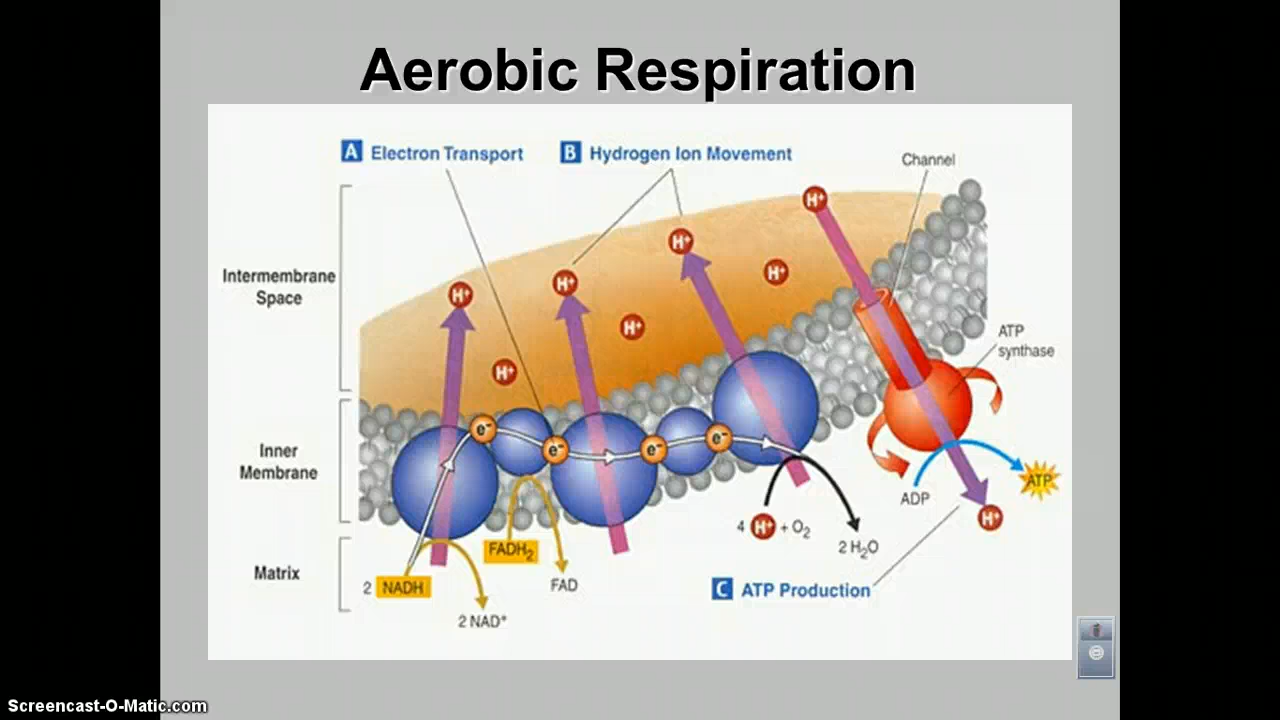 Aerobic Respiration
A Electron Transport
B Hydrogen Ion Movement
Channel
H⁺
H⁺
H⁺
H⁺
H⁺
H⁺
H⁺
Intermembrane
Space
ATP
synthase
Inner
Membrane
e⁻
e⁻
e⁻
e⁻
ADP
ATP
H⁺
4 H⁺ + O₂
2 H₂O
FADH₂
FAD
Matrix
2 NADH
2 NAD⁺
C ATP Production
Screencast-O-Matic.com